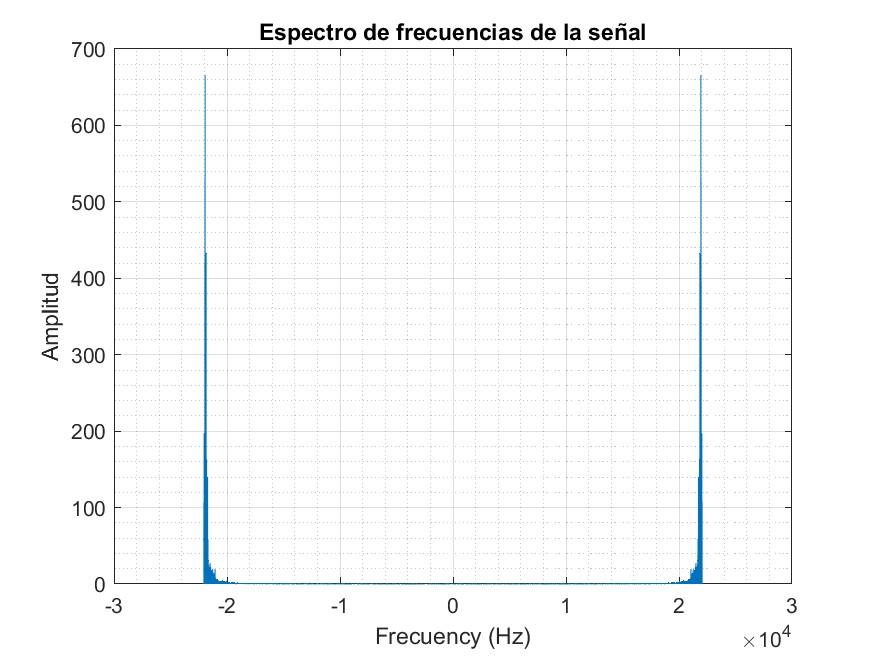 Espectro de frecuencias de la señal
700
600
500
400
300
200
100
0
Amplitud
-3 -2 -1 0 1 2 3
Frecuency (Hz)
×10⁴